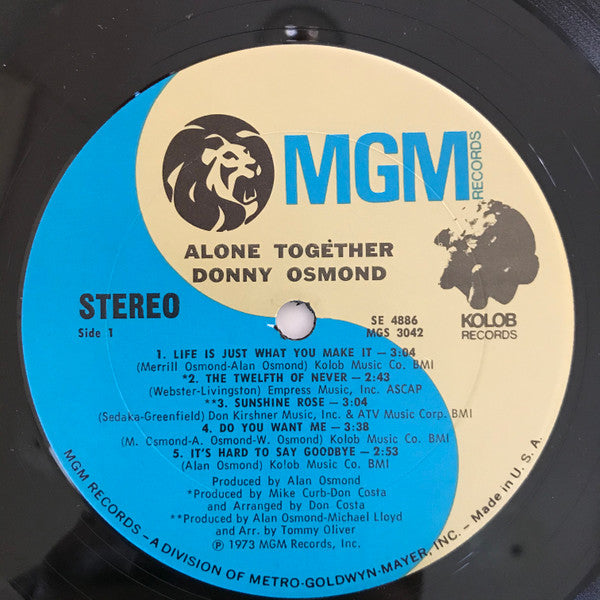 MGM
RECORDS
ALONE TOGETHER
DONNY OSMOND
STEREO
Side 1
SE 4886
MGS 3042
KOLOB
RECORDS
1. LIFE IS JUST WHAT YOU MAKE IT — 3:04
(Merrill Osmond-Alan Osmond) Kolob Music Co. BMI
*2. THE TWELFTH OF NEVER — 2:43
(Webster-Livingston) Empress Music, Inc. ASCAP
**3. SUNSHINE ROSE — 3:04
(Sedaka-Greenfield) Don Kirshner Music, Inc. & ATV Music Corp. BMI
4. DO YOU WANT ME — 3:38
(M. Osmond-A. Osmond-W. Osmond) Kolob Music Co. BMI
5. IT'S HARD TO SAY GOODBYE — 2:53
(Alan Osmond) Kolob Music Co. BMI
Produced by Alan Osmond
*Produced by Mike Curb-Don Costa
and Arranged by Don Costa
**Produced by Alan Osmond-Michael Lloyd
and Arr. by Tommy Oliver
Ⓟ 1973 MGM Records, Inc.
MGM RECORDS – A DIVISION OF METRO-GOLDWYN-MAYER, INC. – Made in U. S. A.